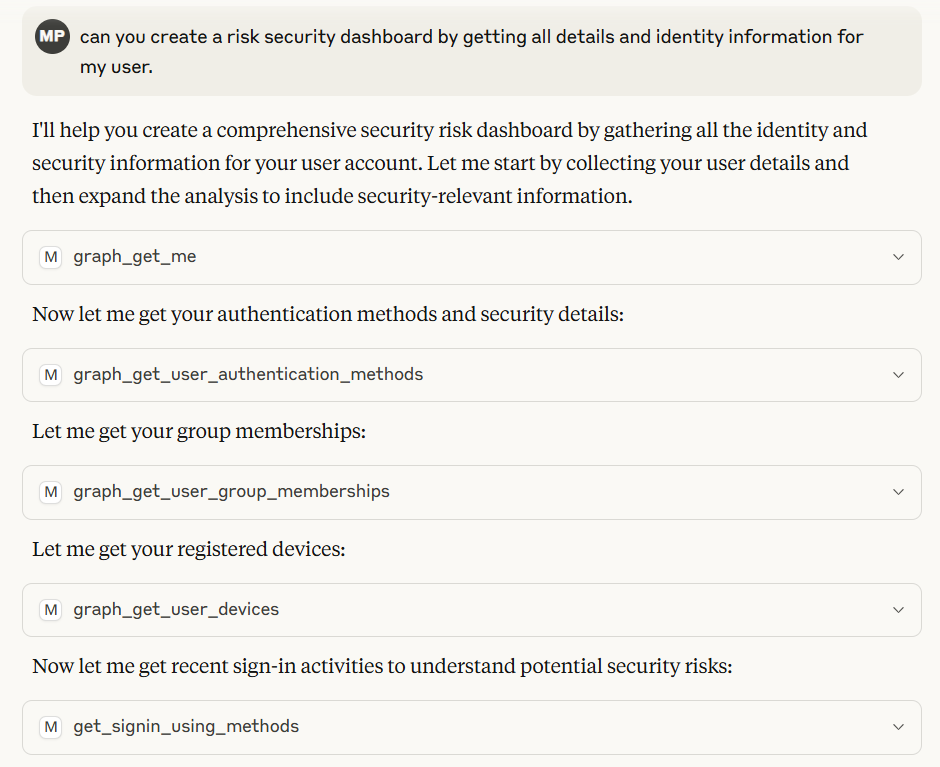 MP can you create a risk security dashboard by getting all details and identity information for
my user.
I'll help you create a comprehensive security risk dashboard by gathering all the identity and
security information for your user account. Let me start by collecting your user details and
then expand the analysis to include security-relevant information.
M graph_get_me
Now let me get your authentication methods and security details:
M graph_get_user_authentication_methods
Let me get your group memberships:
M graph_get_user_group_memberships
Let me get your registered devices:
M graph_get_user_devices
Now let me get recent sign-in activities to understand potential security risks:
M get_signin_using_methods